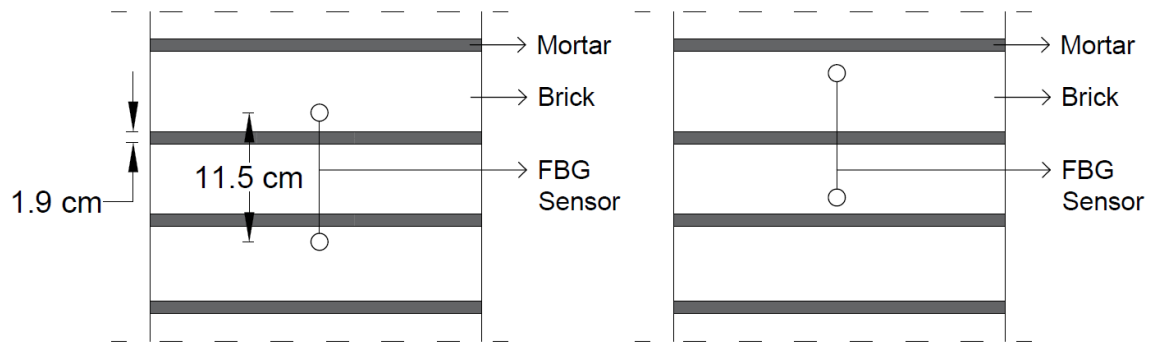 Mortar
Brick
11.5 cm
1.9 cm
FBG
Sensor
Mortar
Brick
FBG
Sensor